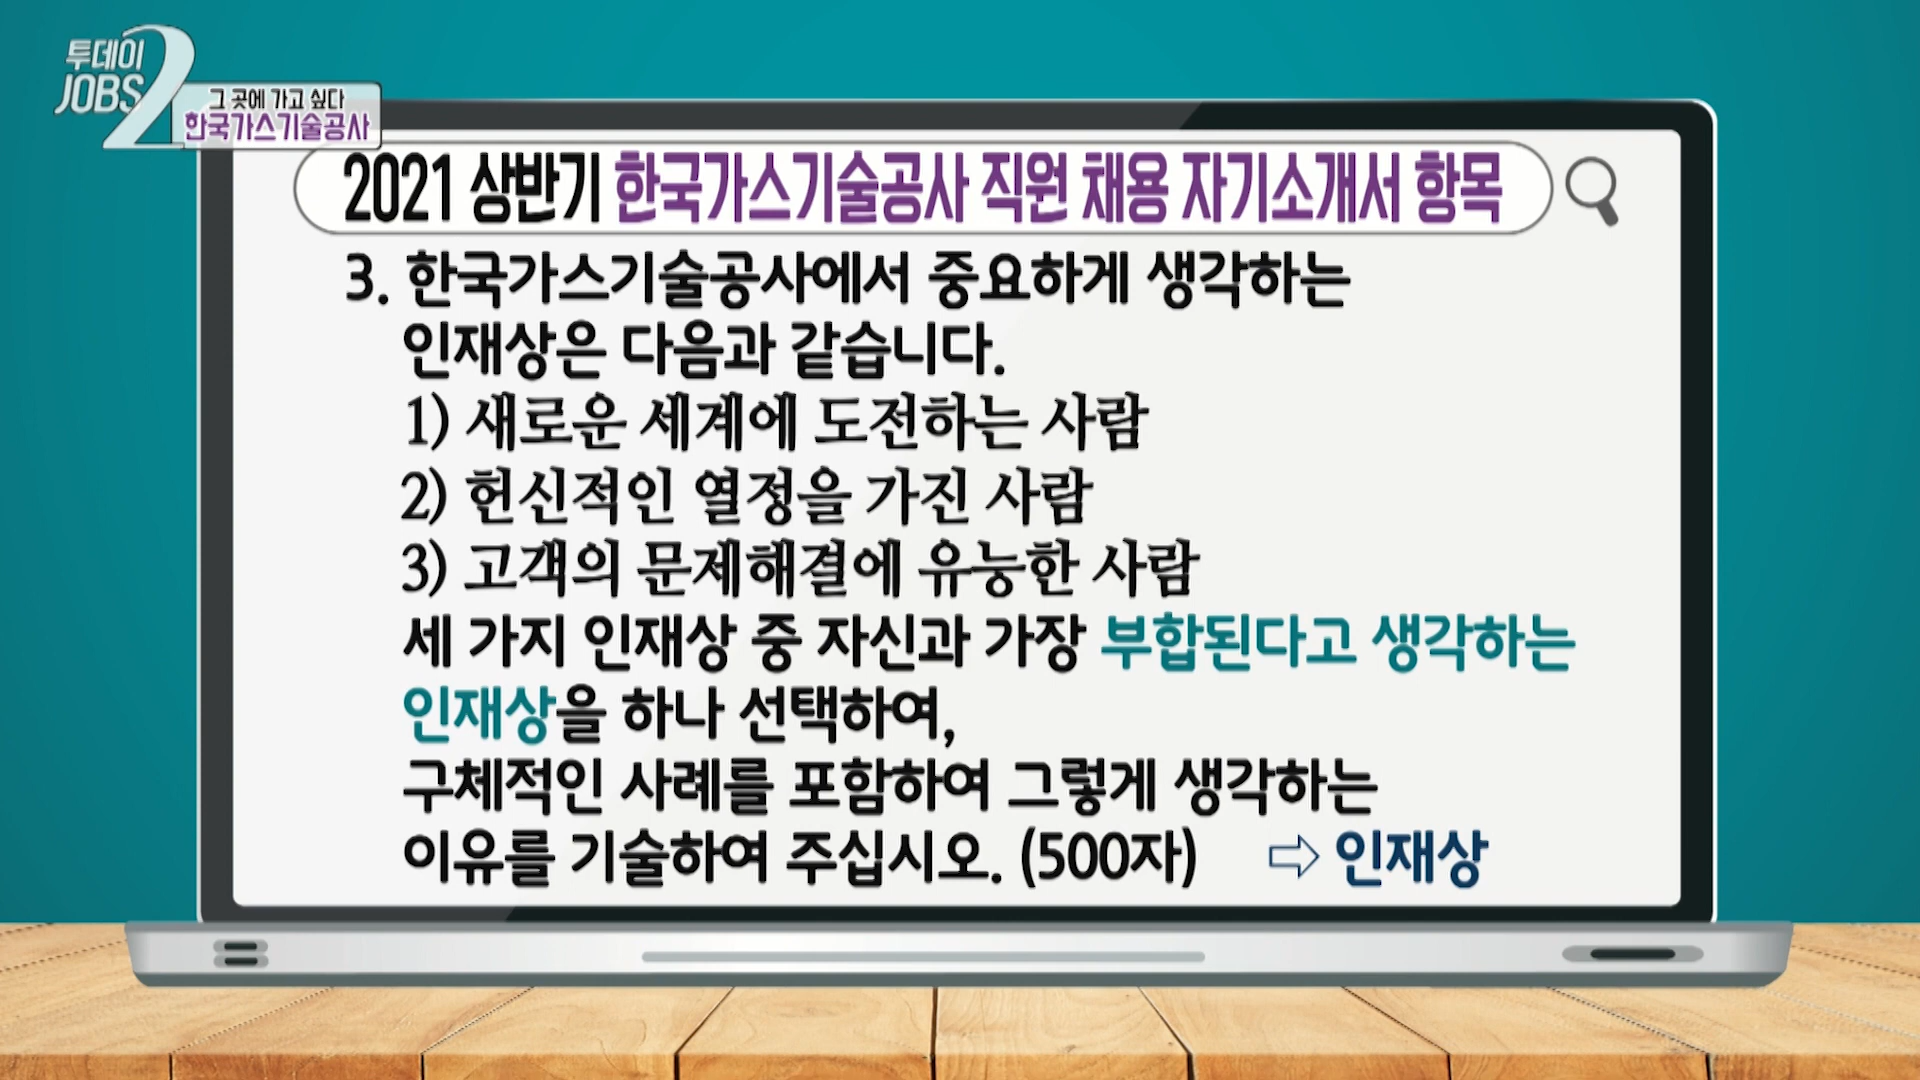 투데이
JOBS 2
그 곳에 가고 싶다
한국가스기술공사
2021 상반기 한국가스기술공사 직원 채용 자기소개서 항목
3. 한국가스기술공사에서 중요하게 생각하는
인재상은 다음과 같습니다.
1) 새로운 세계에 도전하는 사람
2) 헌신적인 열정을 가진 사람
3) 고객의 문제해결에 유능한 사람
세 가지 인재상 중 자신과 가장 부합된다고 생각하는
인재상을 하나 선택하여,
구체적인 사례를 포함하여 그렇게 생각하는
이유를 기술하여 주십시오. (500자) ⇨ 인재상